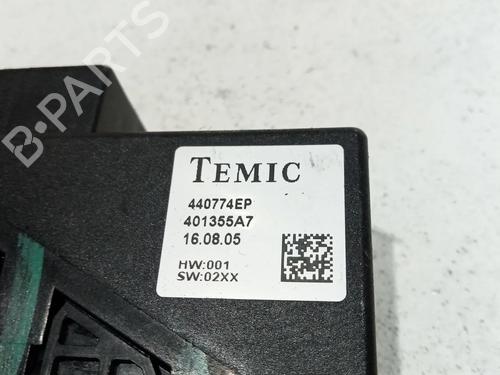 B-PARTS
TEMIC
440774EP
401355A7
16.08.05
HW:001
SW:02XX